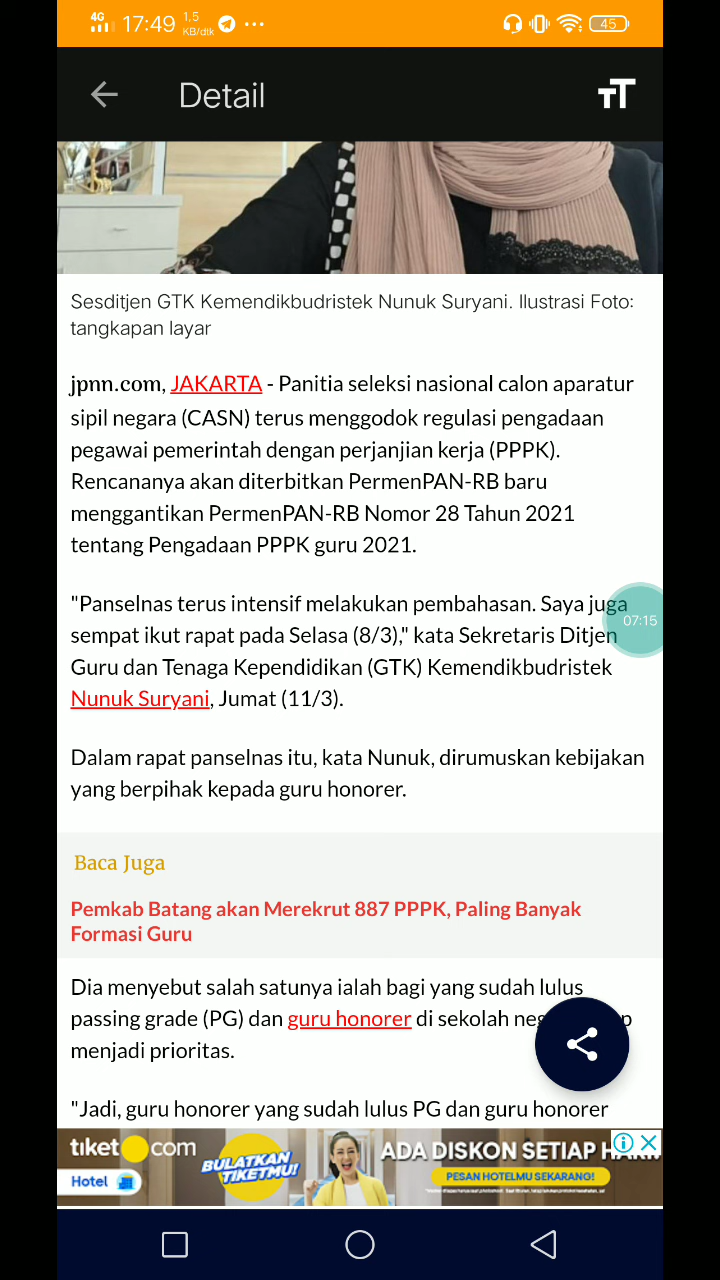 4G 17:49 1,5 KB/dtk ... 45
Detail TT
Sesditjen GTK Kemendikbudristek Nunuk Suryani. Ilustrasi Foto:
tangkapan layar
jpnn.com, JAKARTA - Panitia seleksi nasional calon aparatur
sipil negara (CASN) terus menggodok regulasi pengadaan
pegawai pemerintah dengan perjanjian kerja (PPPK).
Rencananya akan diterbitkan PermenPAN-RB baru
menggantikan PermenPAN-RB Nomor 28 Tahun 2021
tentang Pengadaan PPPK guru 2021.
"Panselnas terus intensif melakukan pembahasan. Saya juga
07:15
sempat ikut rapat pada Selasa (8/3)," kata Sekretaris Ditjen
Guru dan Tenaga Kependidikan (GTK) Kemendikbudristek
Nunuk Suryani, Jumat (11/3).
Dalam rapat panselnas itu, kata Nunuk, dirumuskan kebijakan
yang berpihak kepada guru honorer.
Baca Juga
Pemkab Batang akan Merekrut 887 PPPK, Paling Banyak
Formasi Guru
Dia menyebut salah satunya ialah bagi yang sudah lulus
passing grade (PG) dan guru honorer di sekolah
menjadi prioritas.
"Jadi, guru honorer yang sudah lulus PG dan guru honorer
tiket.com
Hotel
BULATKAN
TIKETMU!
ADA DISKON SETIAP
PESAN HOTELMU SEKARANG!